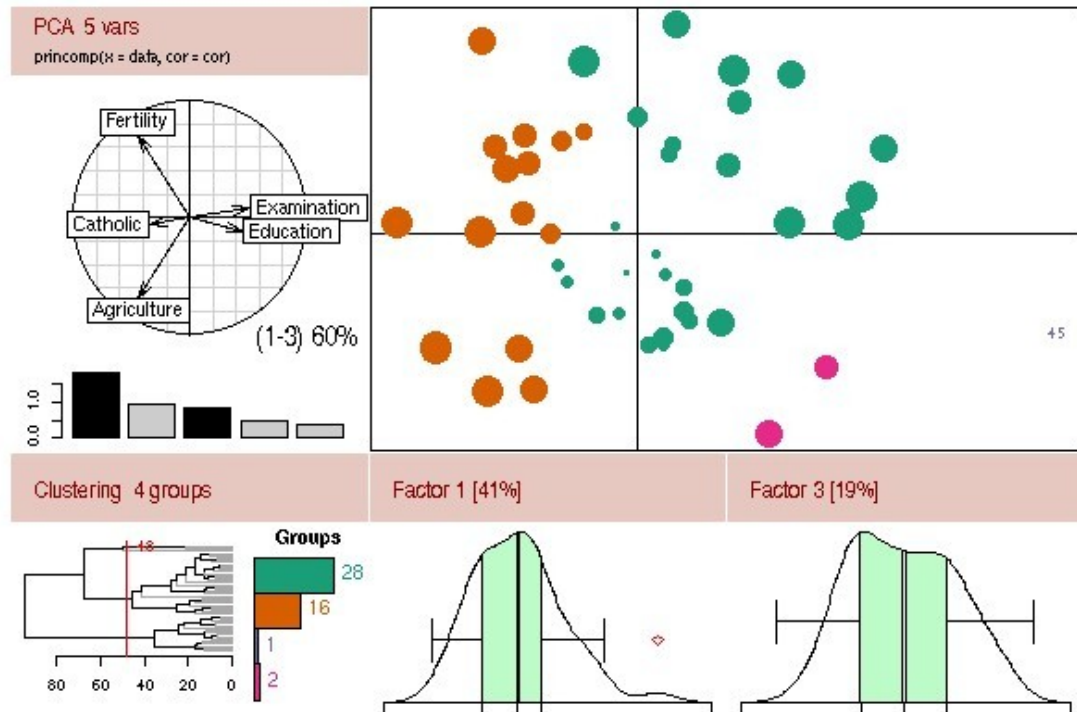 PCA 5 vars
princomp(x = data, cor = cor)
Fertility
Catholic
Examination
Education
Agriculture
(1-3) 60%
0.0 1.0
45
Clustering 4 groups
Factor 1 [41%]
Factor 3 [19%]
Groups
28
16
1
2
80 60 40 20 0